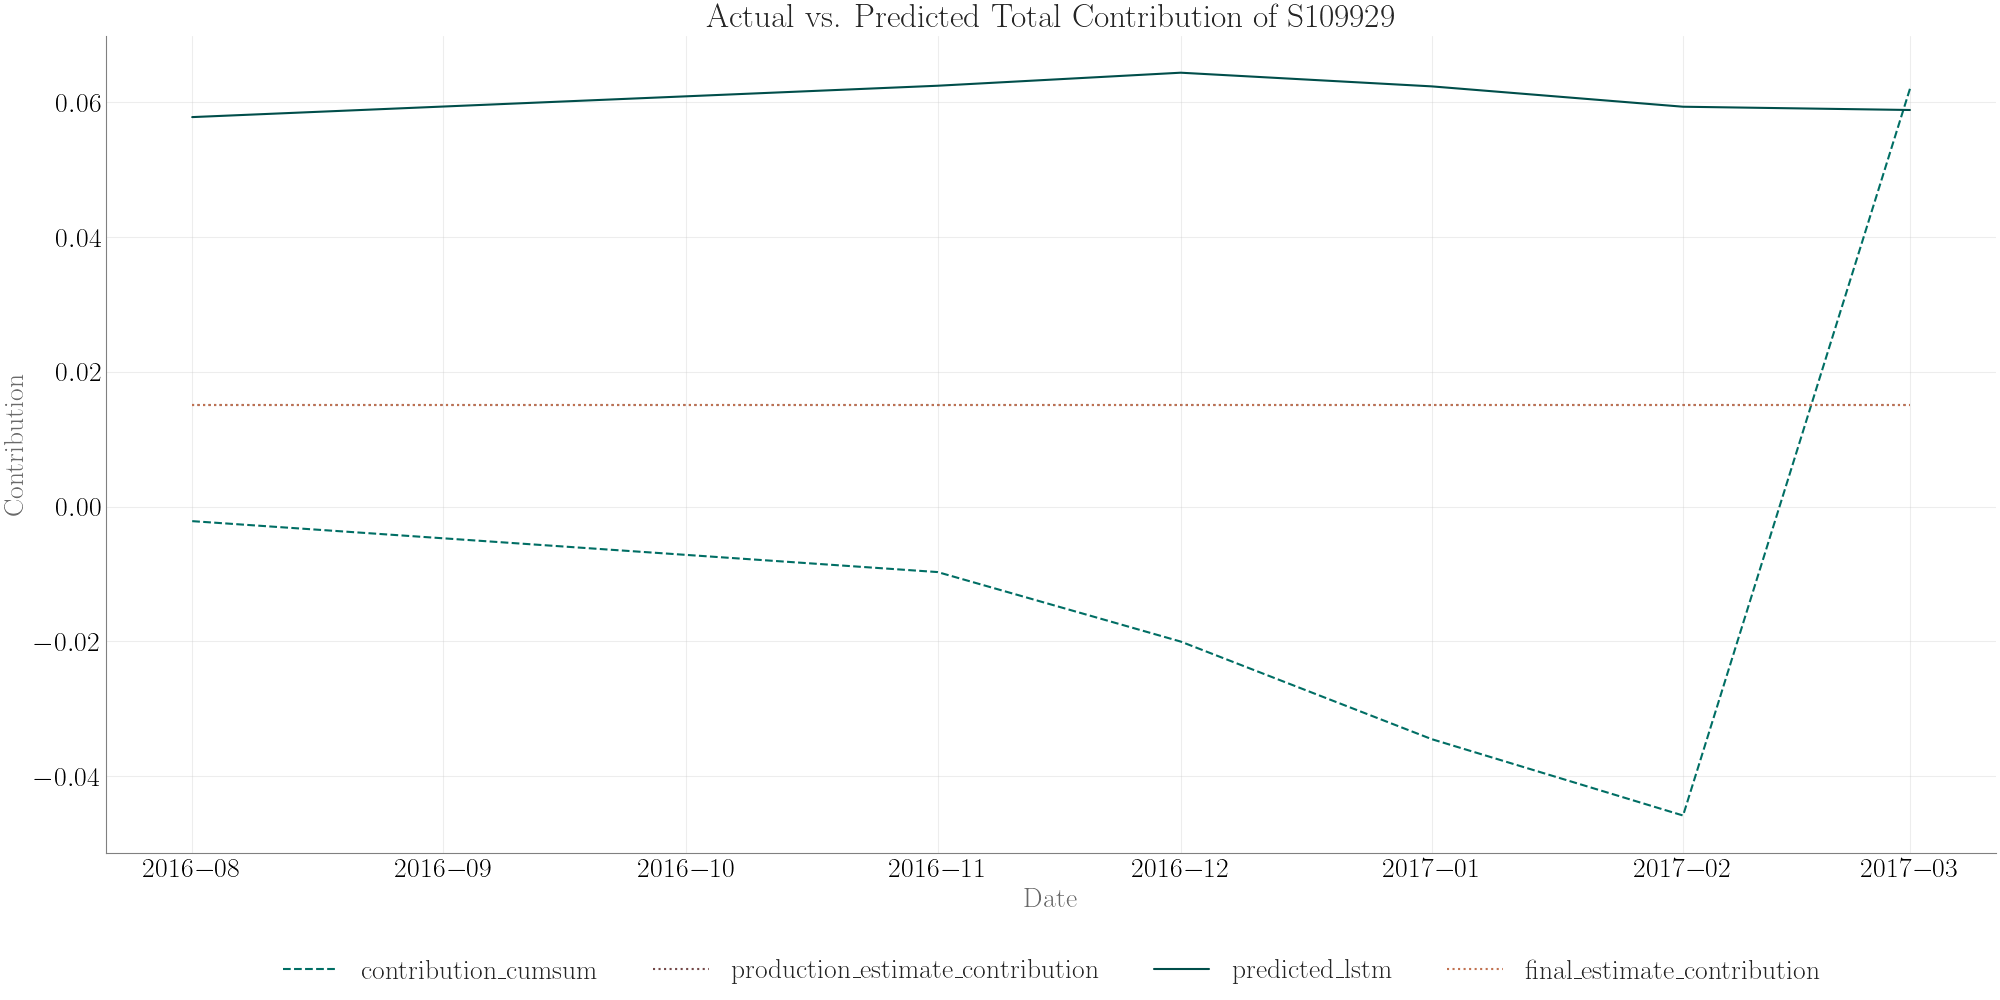 Actual vs. Predicted Total Contribution of S109929
0.06
0.04
0.02
0.00
−0.02
−0.04
Contribution
2016−08 2016−09 2016−10 2016−11 2016−12 2017−01 2017−02 2017−03
Date
contribution_cumsum production_estimate_contribution predicted_lstm final_estimate_contribution